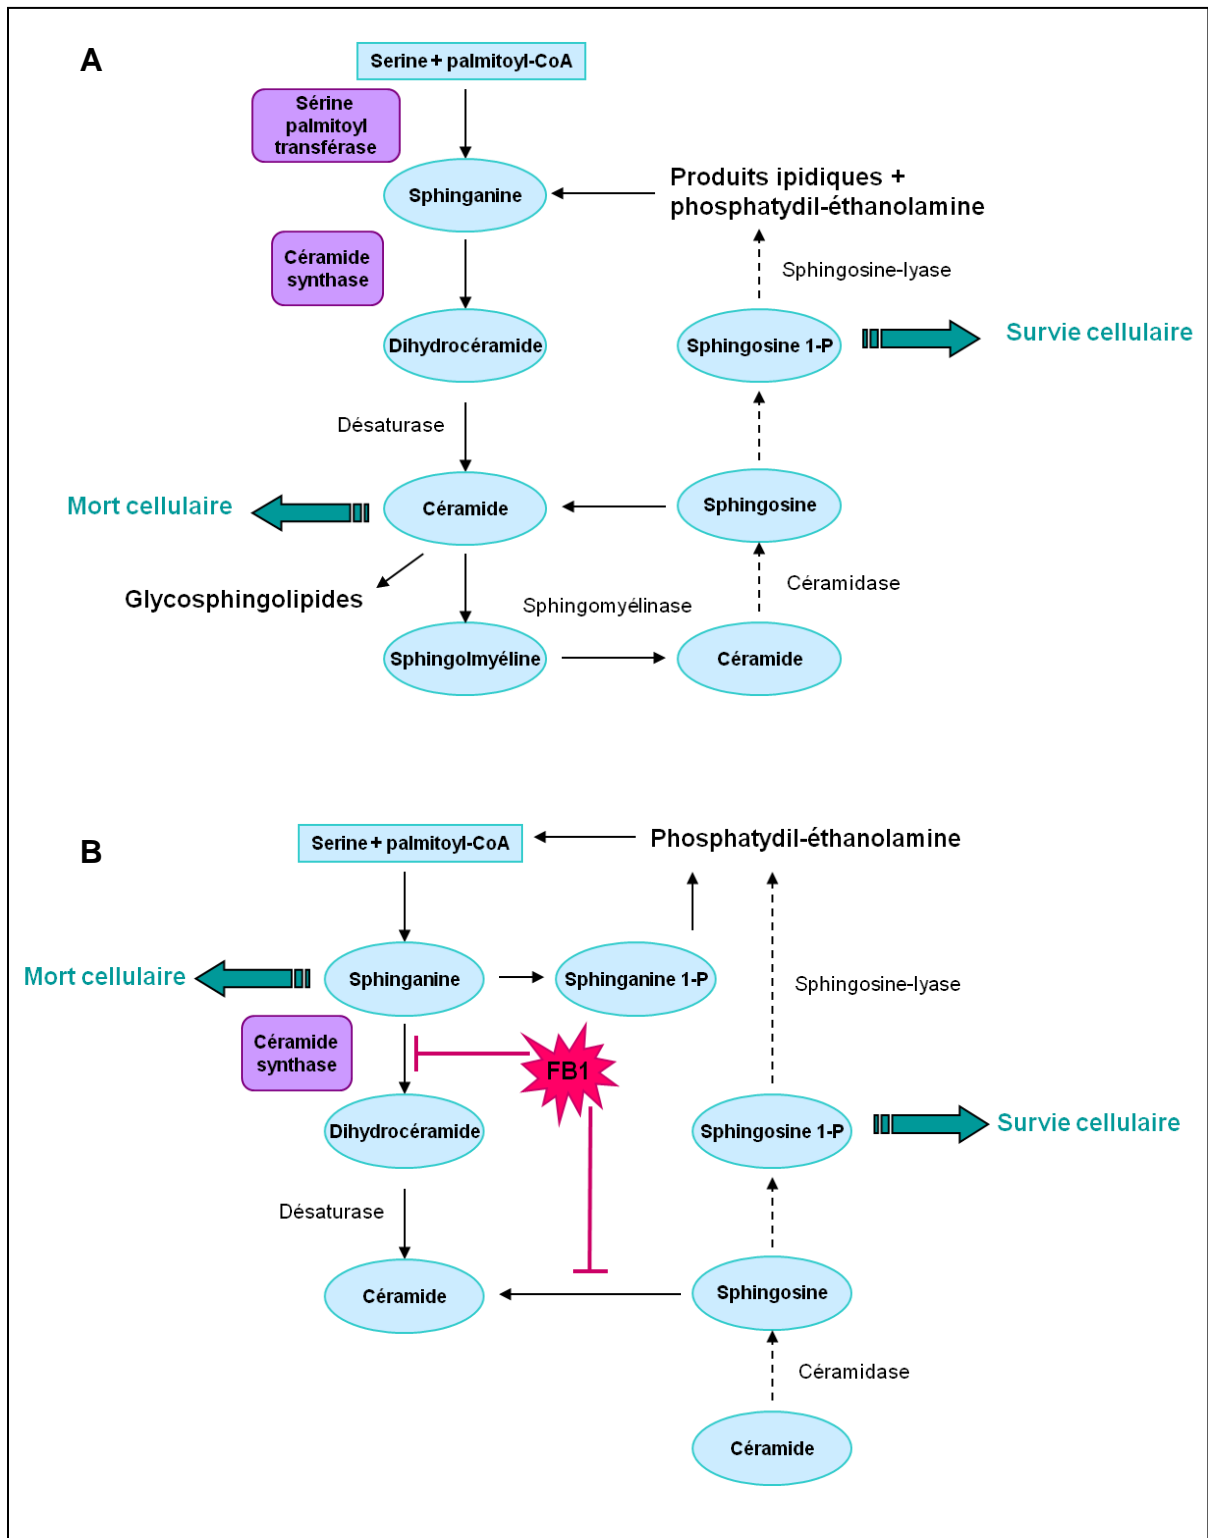 A
Serine + palmitoyl-CoA
Sérine
palmitoyl
transférase
Sphinganine
Produits ipidiques +
phosphatydil-éthanolamine
Céramide
synthase
Sphingosine-lyase
Dihydrocéramide
Sphingosine 1-P
Survie cellulaire
Désaturase
Mort cellulaire
Céramide
Sphingosine
Glycosphingolipides
Sphingomyélinase
Céramidase
Sphingolmyéline
Céramide
B
Serine + palmitoyl-CoA
Phosphatydil-éthanolamine
Mort cellulaire
Sphinganine
Sphinganine 1-P
Sphingosine-lyase
Céramide
synthase
FB1
Dihydrocéramide
Sphingosine 1-P
Survie cellulaire
Désaturase
Céramide
Sphingosine
Céramidase
Céramide